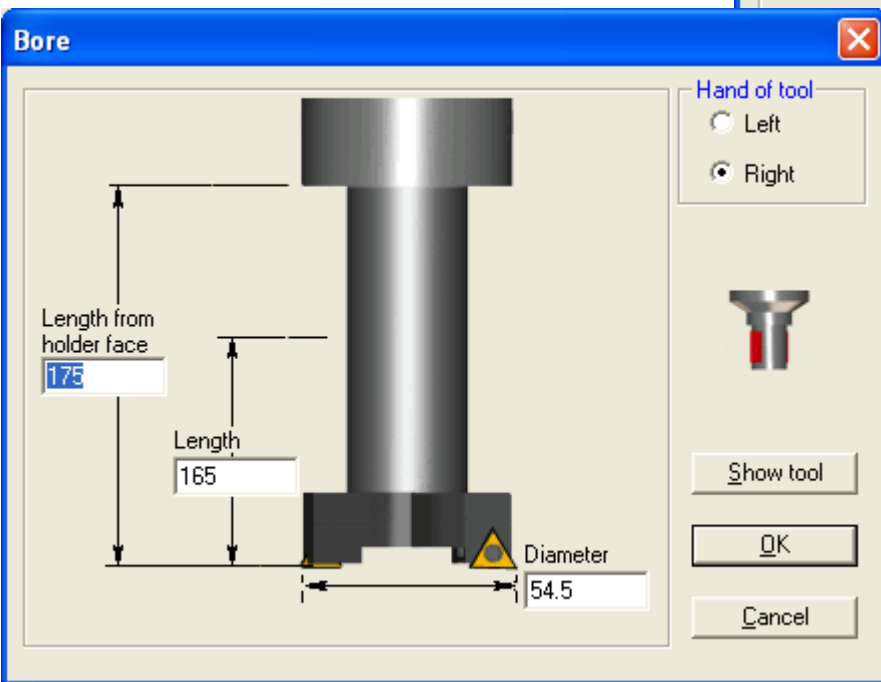 Bore
Hand of tool
Left
Right
Length from
holder face
175
Length
165
Diameter
54.5
Show tool
OK
Cancel